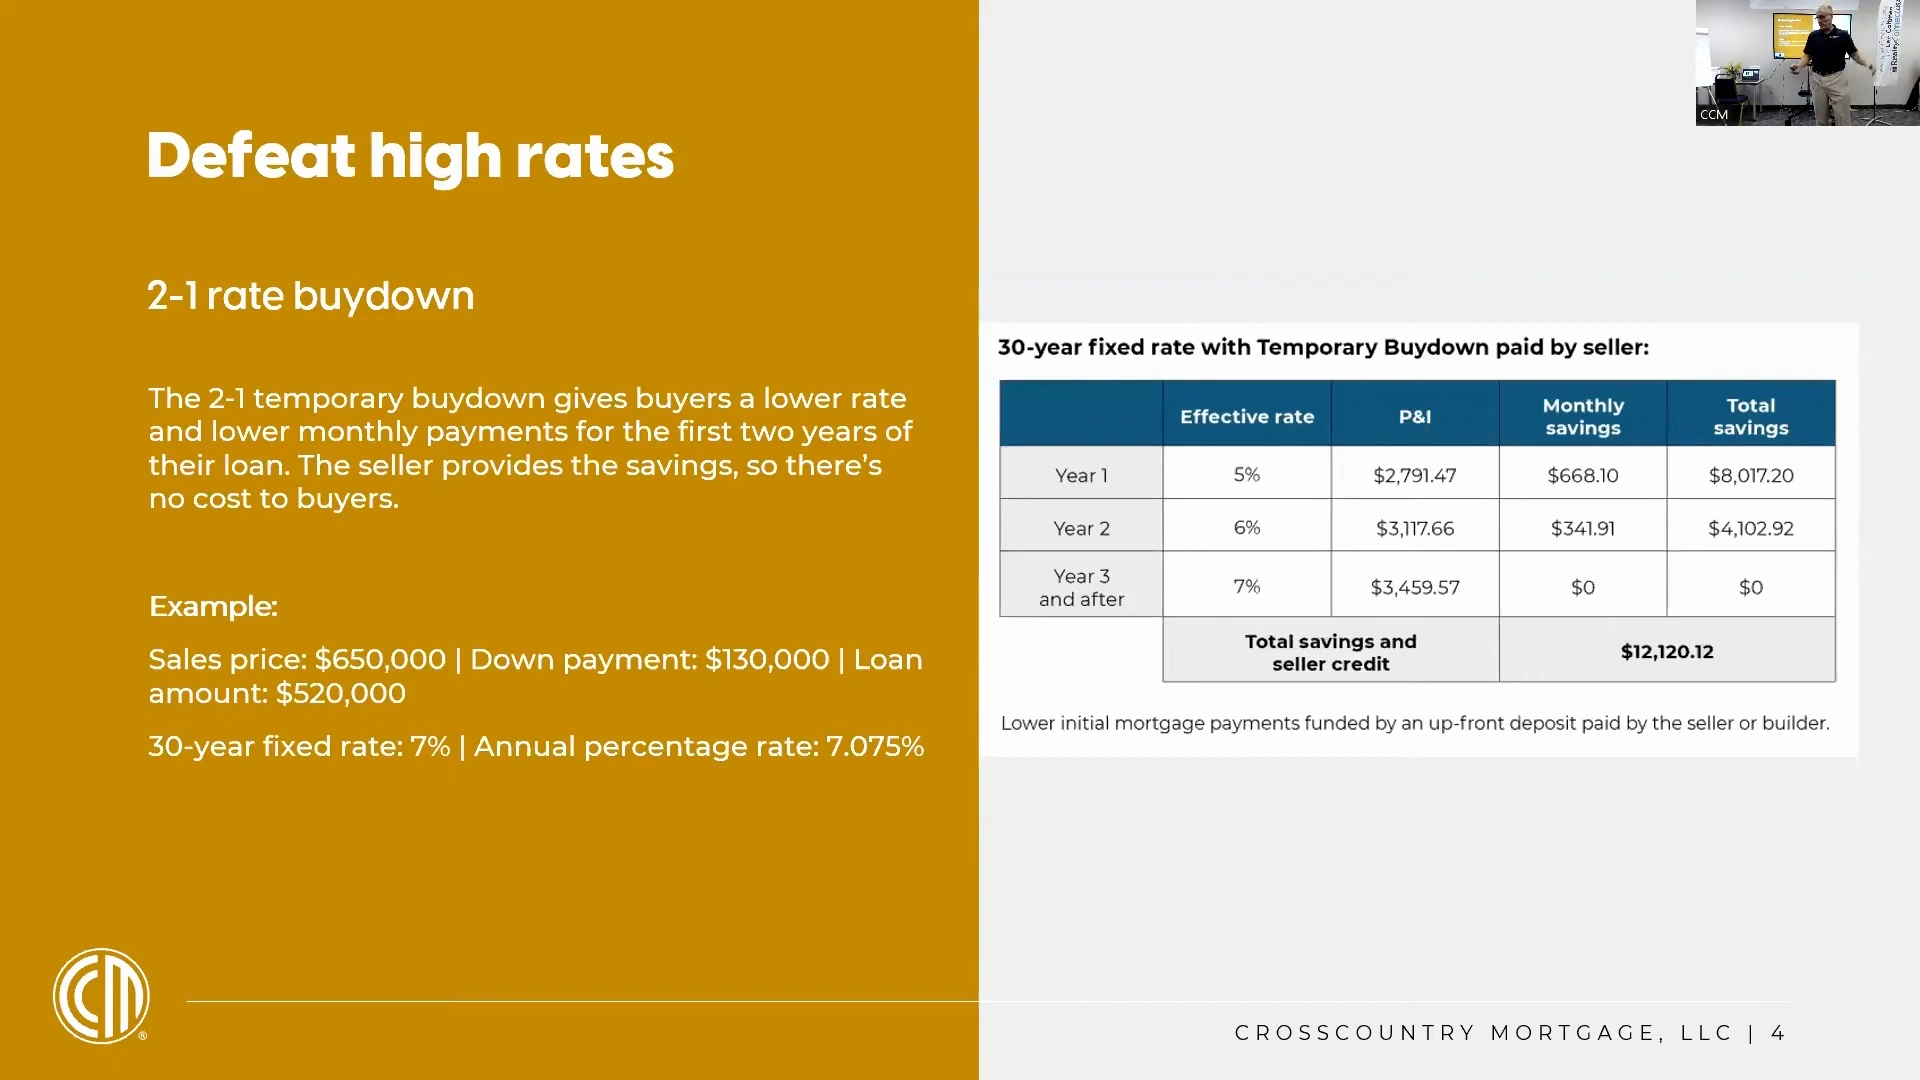 Defeat high rates
2-1 rate buydown
The 2-1 temporary buydown gives buyers a lower rate
and lower monthly payments for the first two years of
their loan. The seller provides the savings, so there's
no cost to buyers.
Example:
Sales price: $650,000 | Down payment: $130,000 | Loan
amount: $520,000
30-year fixed rate: 7% | Annual percentage rate: 7.075%
CCM
30-year fixed rate with Temporary Buydown paid by seller:
Effective rate P&I Monthly savings Total savings
Year 1 5% $2,791.47 $668.10 $8,017.20
Year 2 6% $3,117.66 $341.91 $4,102.92
Year 3 and after 7% $3,459.57 $0 $0
Total savings and seller credit $12,120.12
Lower initial mortgage payments funded by an up-front deposit paid by the seller or builder.
CROSSCOUNTRY MORTGAGE, LLC | 4